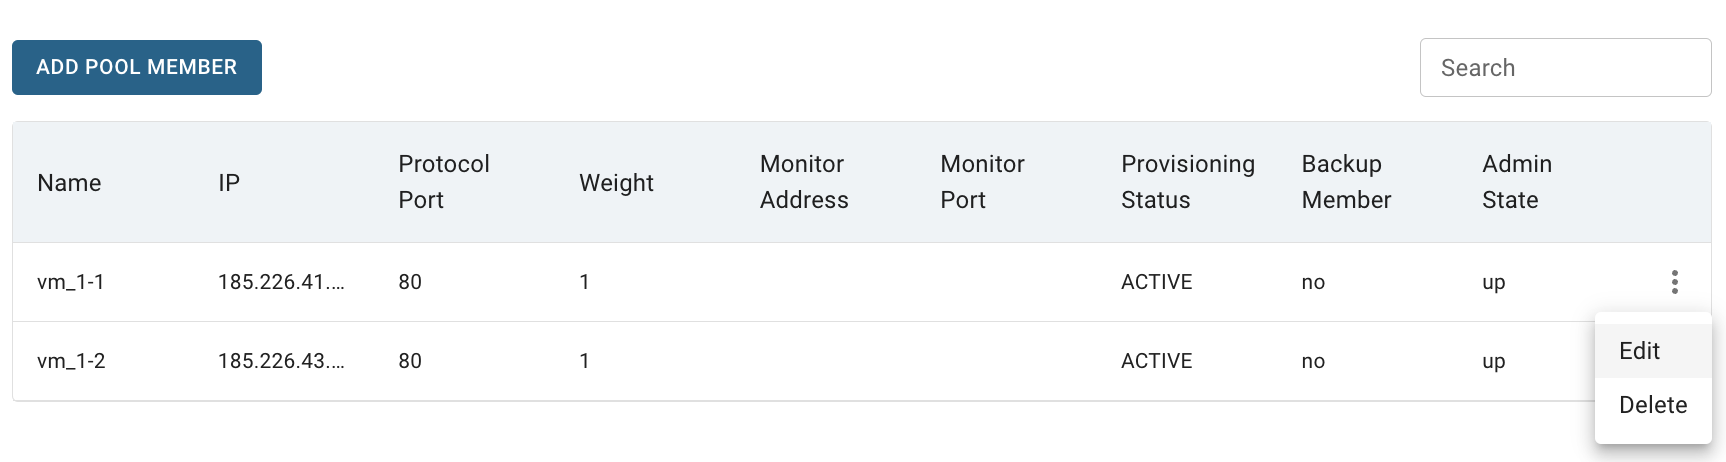 ADD POOL MEMBER
Search
Name IP Protocol Port Weight Monitor Address Monitor Port Provisioning Status Backup Member Admin State
vm_1-1 185.226.41.... 80 1 ACTIVE no up
vm_1-2 185.226.43.... 80 1 ACTIVE no up
Edit
Delete